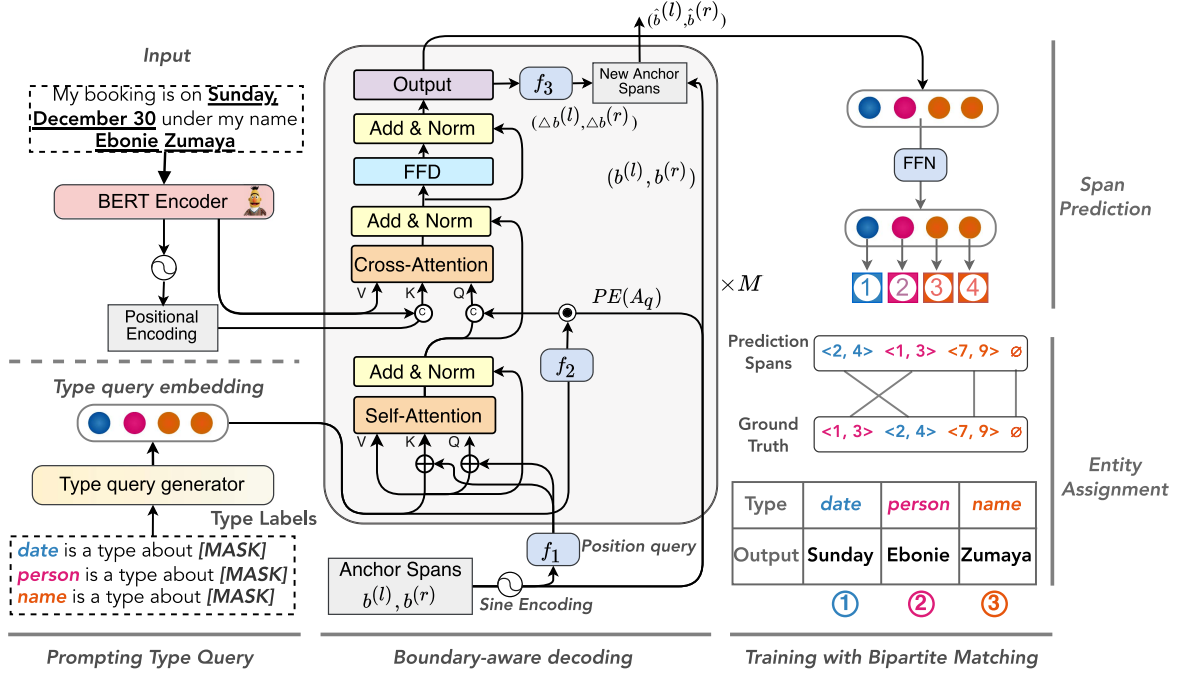 Input
My booking is on Sunday,
December 30 under my name
Ebonie Zumaya
BERT Encoder
Positional
Encoding
Type query embedding
Type query generator
Type Labels
date is a type about [MASK]
person is a type about [MASK]
name is a type about [MASK]
Prompting Type Query
(b̂^(l), b̂^(r))
Output
f₃
New Anchor
Spans
(△b^(l), △b^(r))
Add & Norm
FFD
(b^(l), b^(r))
Add & Norm
Cross-Attention
V K Q
C C
PE(A_q)
× M
Add & Norm
f₂
Self-Attention
V K Q
f₁
Position query
Anchor Spans
b^(l), b^(r)
Sine Encoding
Boundary-aware decoding
FFN
1 2 3 4
Span
Prediction
Prediction
Spans
<2, 4> <1, 3> <7, 9> ∅
Ground
Truth
<1, 3> <2, 4> <7, 9> ∅
Entity
Assignment
Type date person name
Output Sunday Ebonie Zumaya
1 2 3
Training with Bipartite Matching